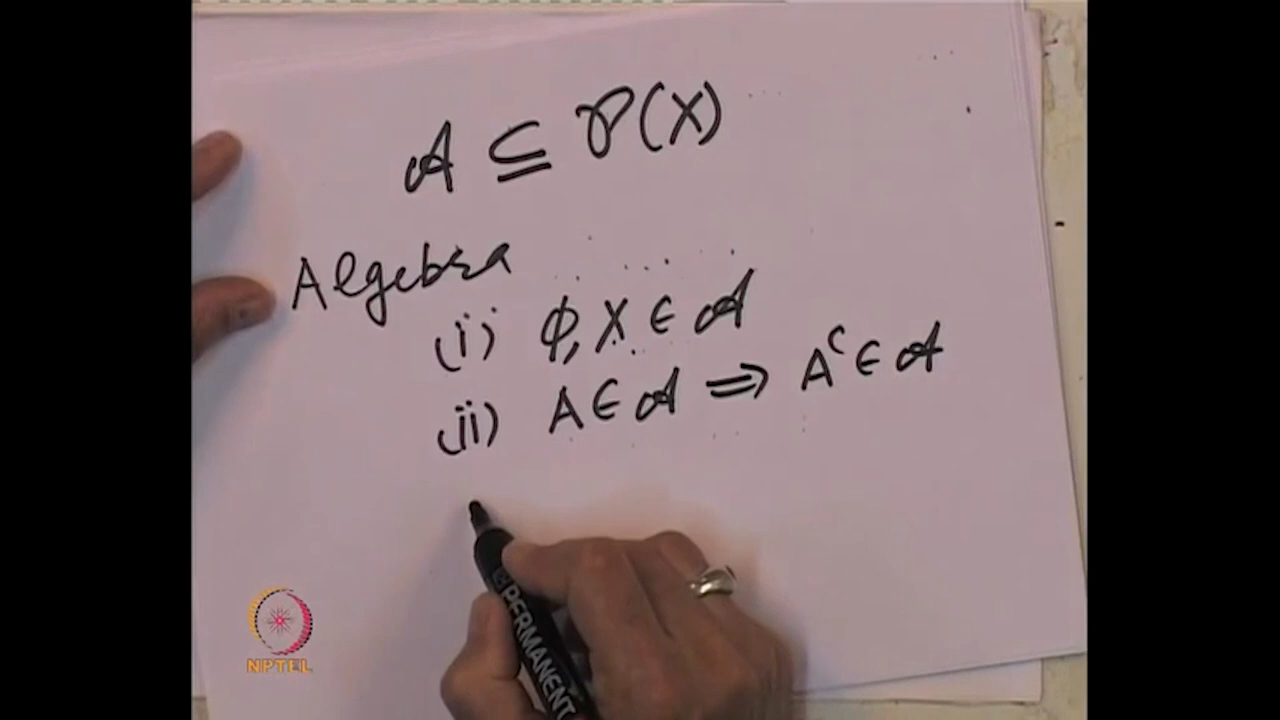 𝒜 ⊆ 𝒫(X)
Algebra
(i) ϕ, X ∈ 𝒜
(ii) A ∈ 𝒜 ⇒ Aᶜ ∈ 𝒜
PERMANENT
NPTEL